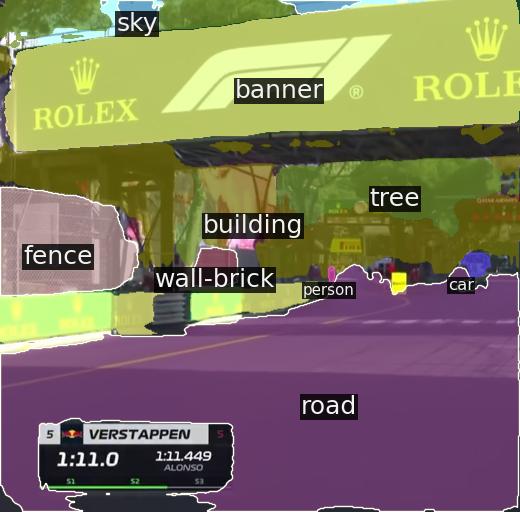 sky
banner
ROLEX
ROLE
®
tree
ROLEX
building
fence
wall-brick
person
car
road
5 VERSTAPPEN 5
1:11.0 1:11.449
ALONSO
S1 S2 S3